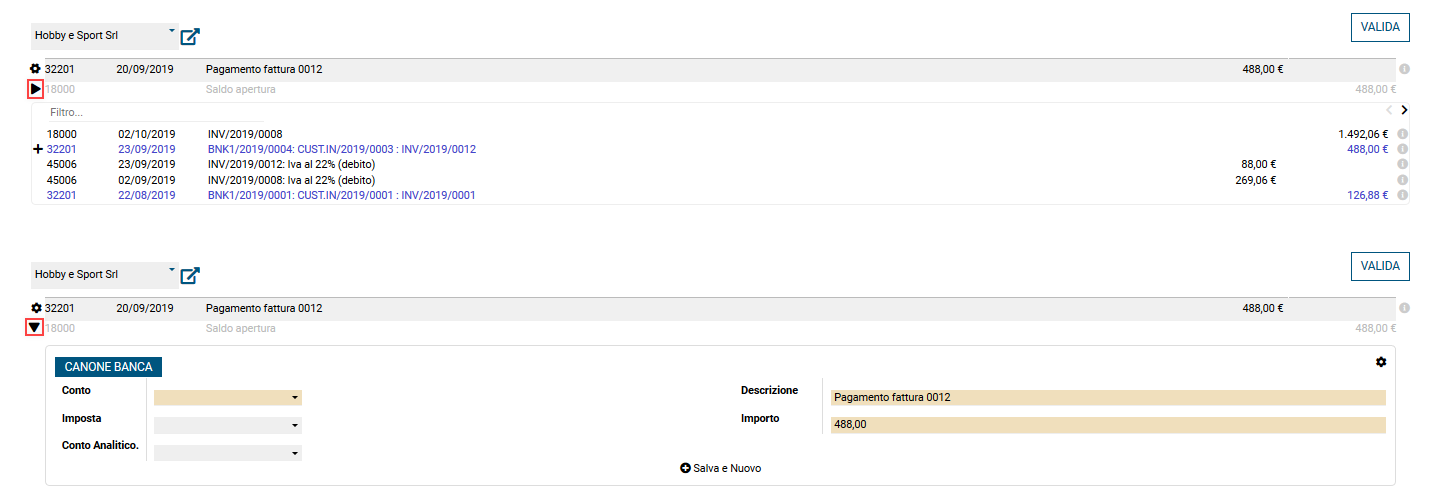 Hobby e Sport Srl VALIDA
32201 20/09/2019 Pagamento fattura 0012 488,00 €
18000 Saldo apertura 488,00 €
Filtro...
18000 02/10/2019 INV/2019/0008 1.492,06 €
32201 23/09/2019 BNK1/2019/0004: CUST.IN/2019/0003 : INV/2019/0012 488,00 €
45006 23/09/2019 INV/2019/0012: Iva al 22% (debito) 88,00 €
45006 02/09/2019 INV/2019/0008: Iva al 22% (debito) 269,06 €
32201 22/08/2019 BNK1/2019/0001: CUST.IN/2019/0001 : INV/2019/0001 126,88 €
Hobby e Sport Srl VALIDA
32201 20/09/2019 Pagamento fattura 0012 488,00 €
18000 Saldo apertura 488,00 €
CANONE BANCA
Conto Descrizione Pagamento fattura 0012
Imposta Importo 488,00
Conto Analitico.
Salva e Nuovo